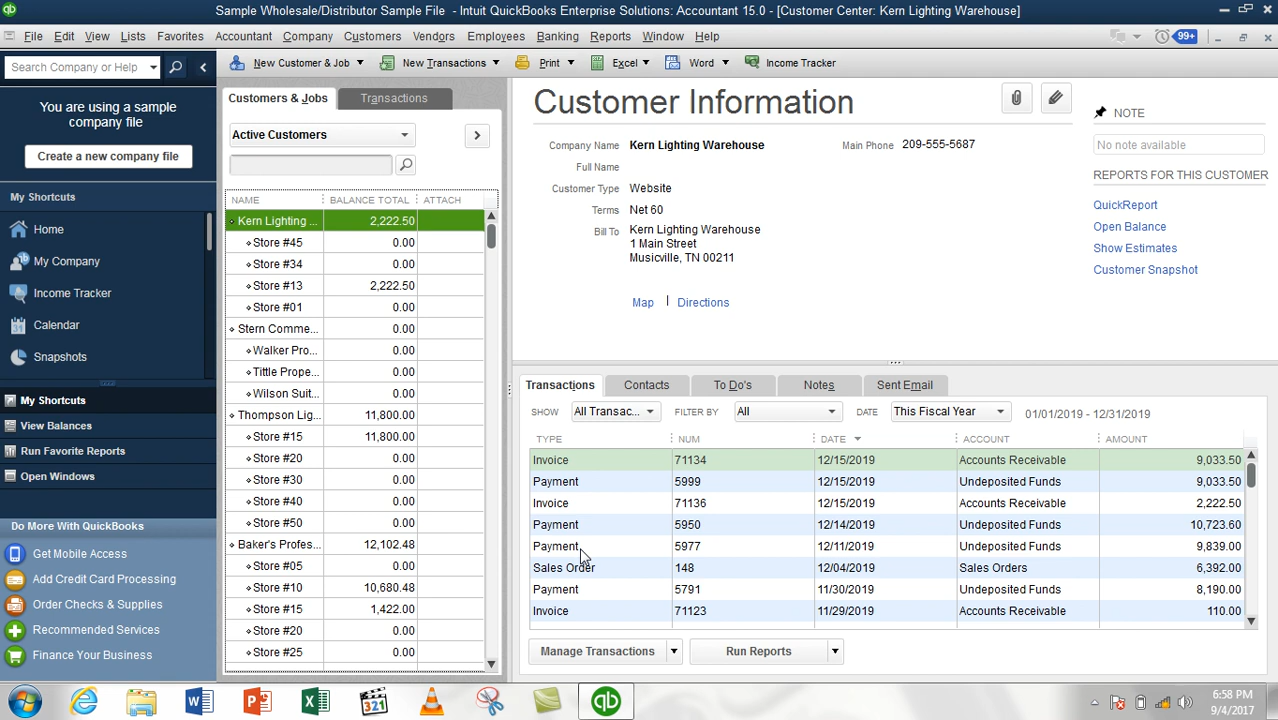 Sample Wholesale/Distributor Sample File - Intuit QuickBooks Enterprise Solutions: Accountant 15.0 - [Customer Center: Kern Lighting Warehouse]
File Edit View Lists Favorites Accountant Company Customers Vendors Employees Banking Reports Window Help 99+
Search Company or Help
You are using a sample
company file
Create a new company file
My Shortcuts
Home
My Company
Income Tracker
Calendar
Snapshots
My Shortcuts
View Balances
Run Favorite Reports
Open Windows
Do More With QuickBooks
Get Mobile Access
Add Credit Card Processing
Order Checks & Supplies
Recommended Services
Finance Your Business
New Customer & Job New Transactions Print Excel Word Income Tracker
Customers & Jobs Transactions
Active Customers
NAME BALANCE TOTAL ATTACH
Kern Lighting ... 2,222.50
Store #45 0.00
Store #34 0.00
Store #13 2,222.50
Store #01 0.00
Stern Comme... 0.00
Walker Pro... 0.00
Tittle Prope... 0.00
Wilson Suit... 0.00
Thompson Lig... 11,800.00
Store #15 11,800.00
Store #20 0.00
Store #30 0.00
Store #40 0.00
Store #50 0.00
Baker's Profes... 12,102.48
Store #05 0.00
Store #10 10,680.48
Store #15 1,422.00
Store #20 0.00
Store #25 0.00
Customer Information
Company Name Kern Lighting Warehouse
Full Name
Customer Type Website
Terms Net 60
Bill To Kern Lighting Warehouse
1 Main Street
Musicville, TN 00211
Map Directions
Main Phone 209-555-5687
NOTE
No note available
REPORTS FOR THIS CUSTOMER
QuickReport
Open Balance
Show Estimates
Customer Snapshot
Transactions Contacts To Do's Notes Sent Email
SHOW All Transac... FILTER BY All DATE This Fiscal Year 01/01/2019 - 12/31/2019
TYPE NUM DATE ACCOUNT AMOUNT
Invoice 71134 12/15/2019 Accounts Receivable 9,033.50
Payment 5999 12/15/2019 Undeposited Funds 9,033.50
Invoice 71136 12/15/2019 Accounts Receivable 2,222.50
Payment 5950 12/14/2019 Undeposited Funds 10,723.60
Payment 5977 12/11/2019 Undeposited Funds 9,839.00
Sales Order 148 12/04/2019 Sales Orders 6,392.00
Payment 5791 11/30/2019 Undeposited Funds 8,190.00
Invoice 71123 11/29/2019 Accounts Receivable 110.00
Manage Transactions Run Reports
6:58 PM
9/4/2017